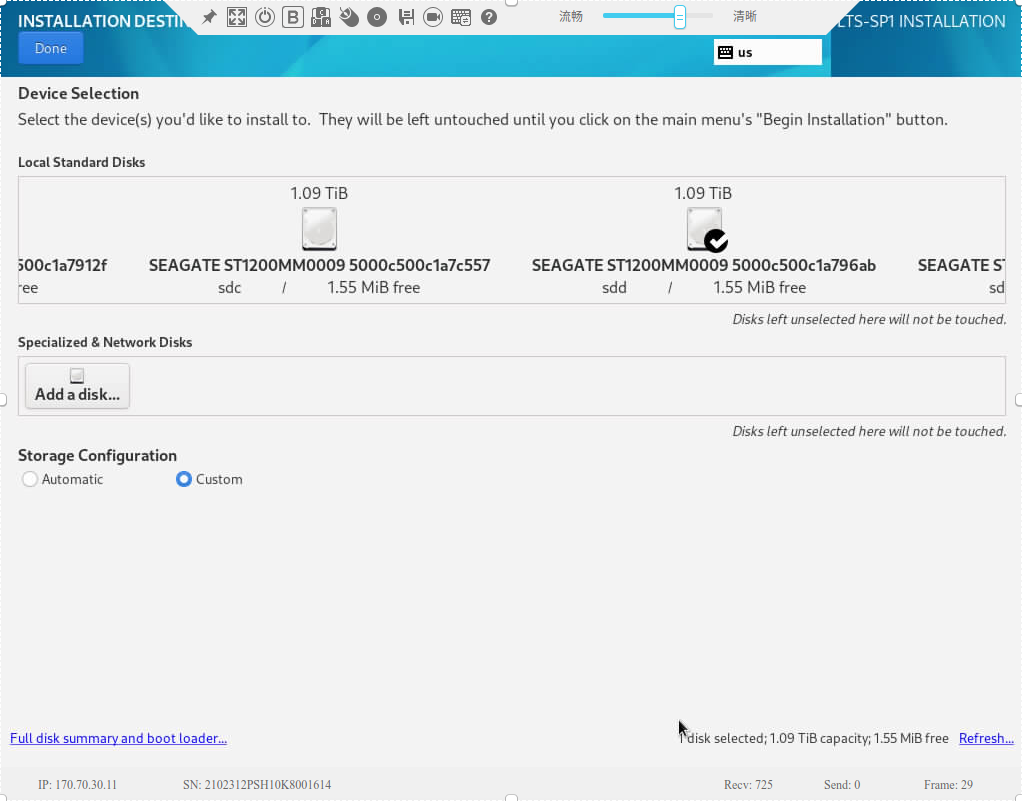 INSTALLATION DESTIN
流畅
清晰
LTS-SP1 INSTALLATION
Done
us
Device Selection
Select the device(s) you'd like to install to. They will be left untouched until you click on the main menu's "Begin Installation" button.
Local Standard Disks
1.09 TiB
1.09 TiB
500c1a7912f
SEAGATE ST1200MM0009 5000c500c1a7c557
SEAGATE ST1200MM0009 5000c500c1a796ab
SEAGATE ST
ree
sdc / 1.55 MiB free
sdd / 1.55 MiB free
sd
Disks left unselected here will not be touched.
Specialized & Network Disks
Add a disk...
Disks left unselected here will not be touched.
Storage Configuration
Automatic
Custom
Full disk summary and boot loader...
1 disk selected; 1.09 TiB capacity; 1.55 MiB free
Refresh...
IP: 170.70.30.11
SN: 2102312PSH10K8001614
Recv: 725
Send: 0
Frame: 29